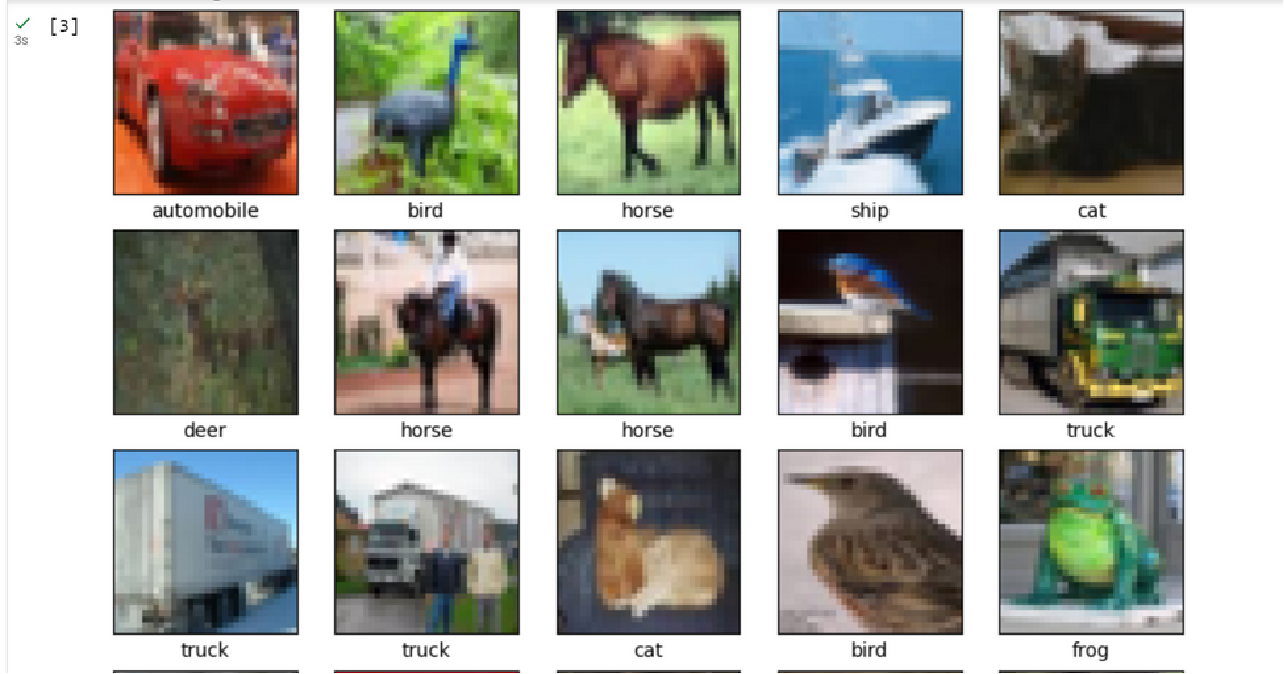 [3]
3s
automobile bird horse ship cat
deer horse horse bird truck
truck truck cat bird frog